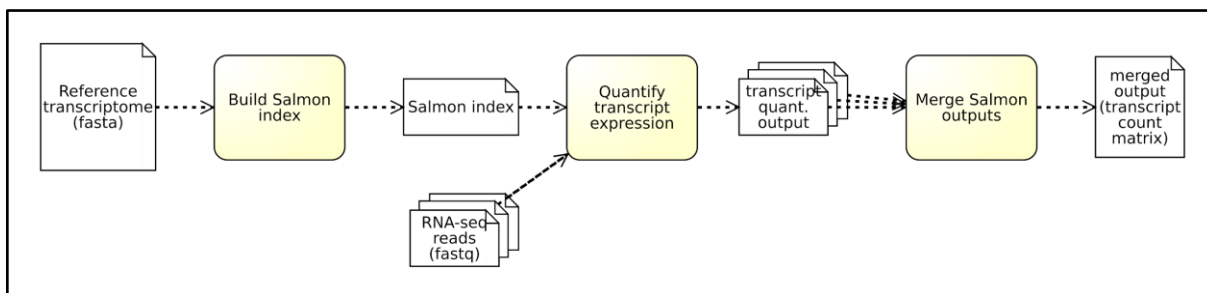 Reference
transcriptome
(fasta)
Build Salmon
index
Salmon index
RNA-seq
reads
(fastq)
Quantify
transcript
expression
transcript
quant.
output
Merge Salmon
outputs
merged
output
(transcript
count
matrix)